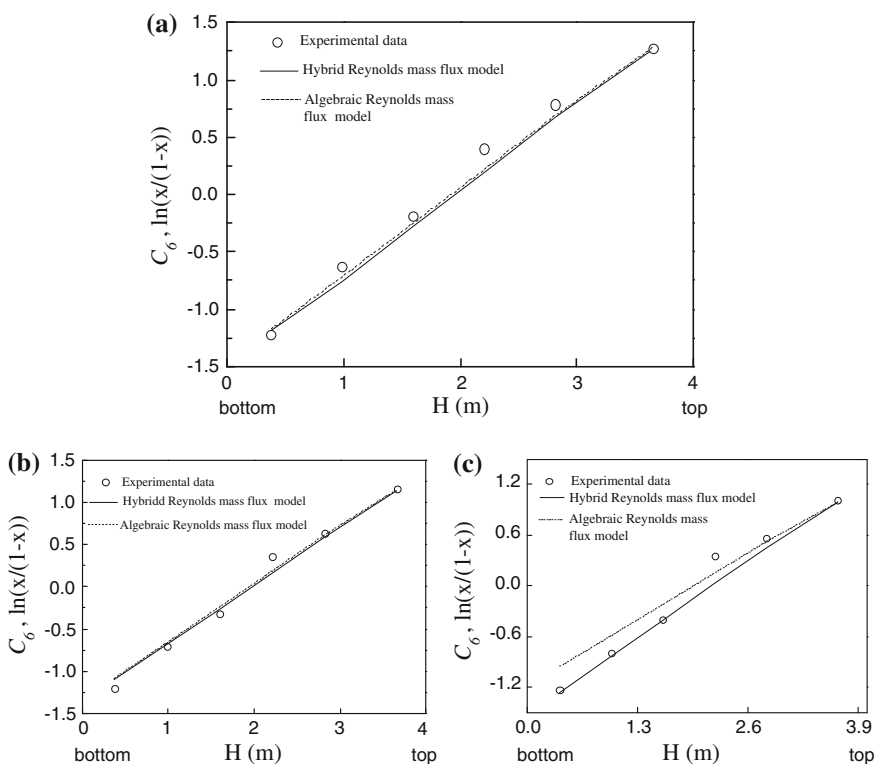 (a)
1.5
1.0
0.5
0.0
-0.5
-1.0
-1.5
C6, ln(x/(1-x))
Experimental data
Hybrid Reynolds mass flux model
Algebraic Reynolds mass
flux model
0 1 2 3 4
bottom H (m) top
(b)
1.5
1.0
0.5
0.0
-0.5
-1.0
-1.5
C6, ln(x/(1-x))
Experimental data
Hybridd Reynolds mass flux model
Algebraic Reynolds mass flux model
0 1 2 3 4
bottom H (m) top
(c)
1.2
0.6
0.0
-0.6
-1.2
C6, ln(x/(1-x))
Experimental data
Hybrid Reynolds mass flux model
Algebraic Reynolds mass
flux model
0.0 1.3 2.6 3.9
bottom H (m) top